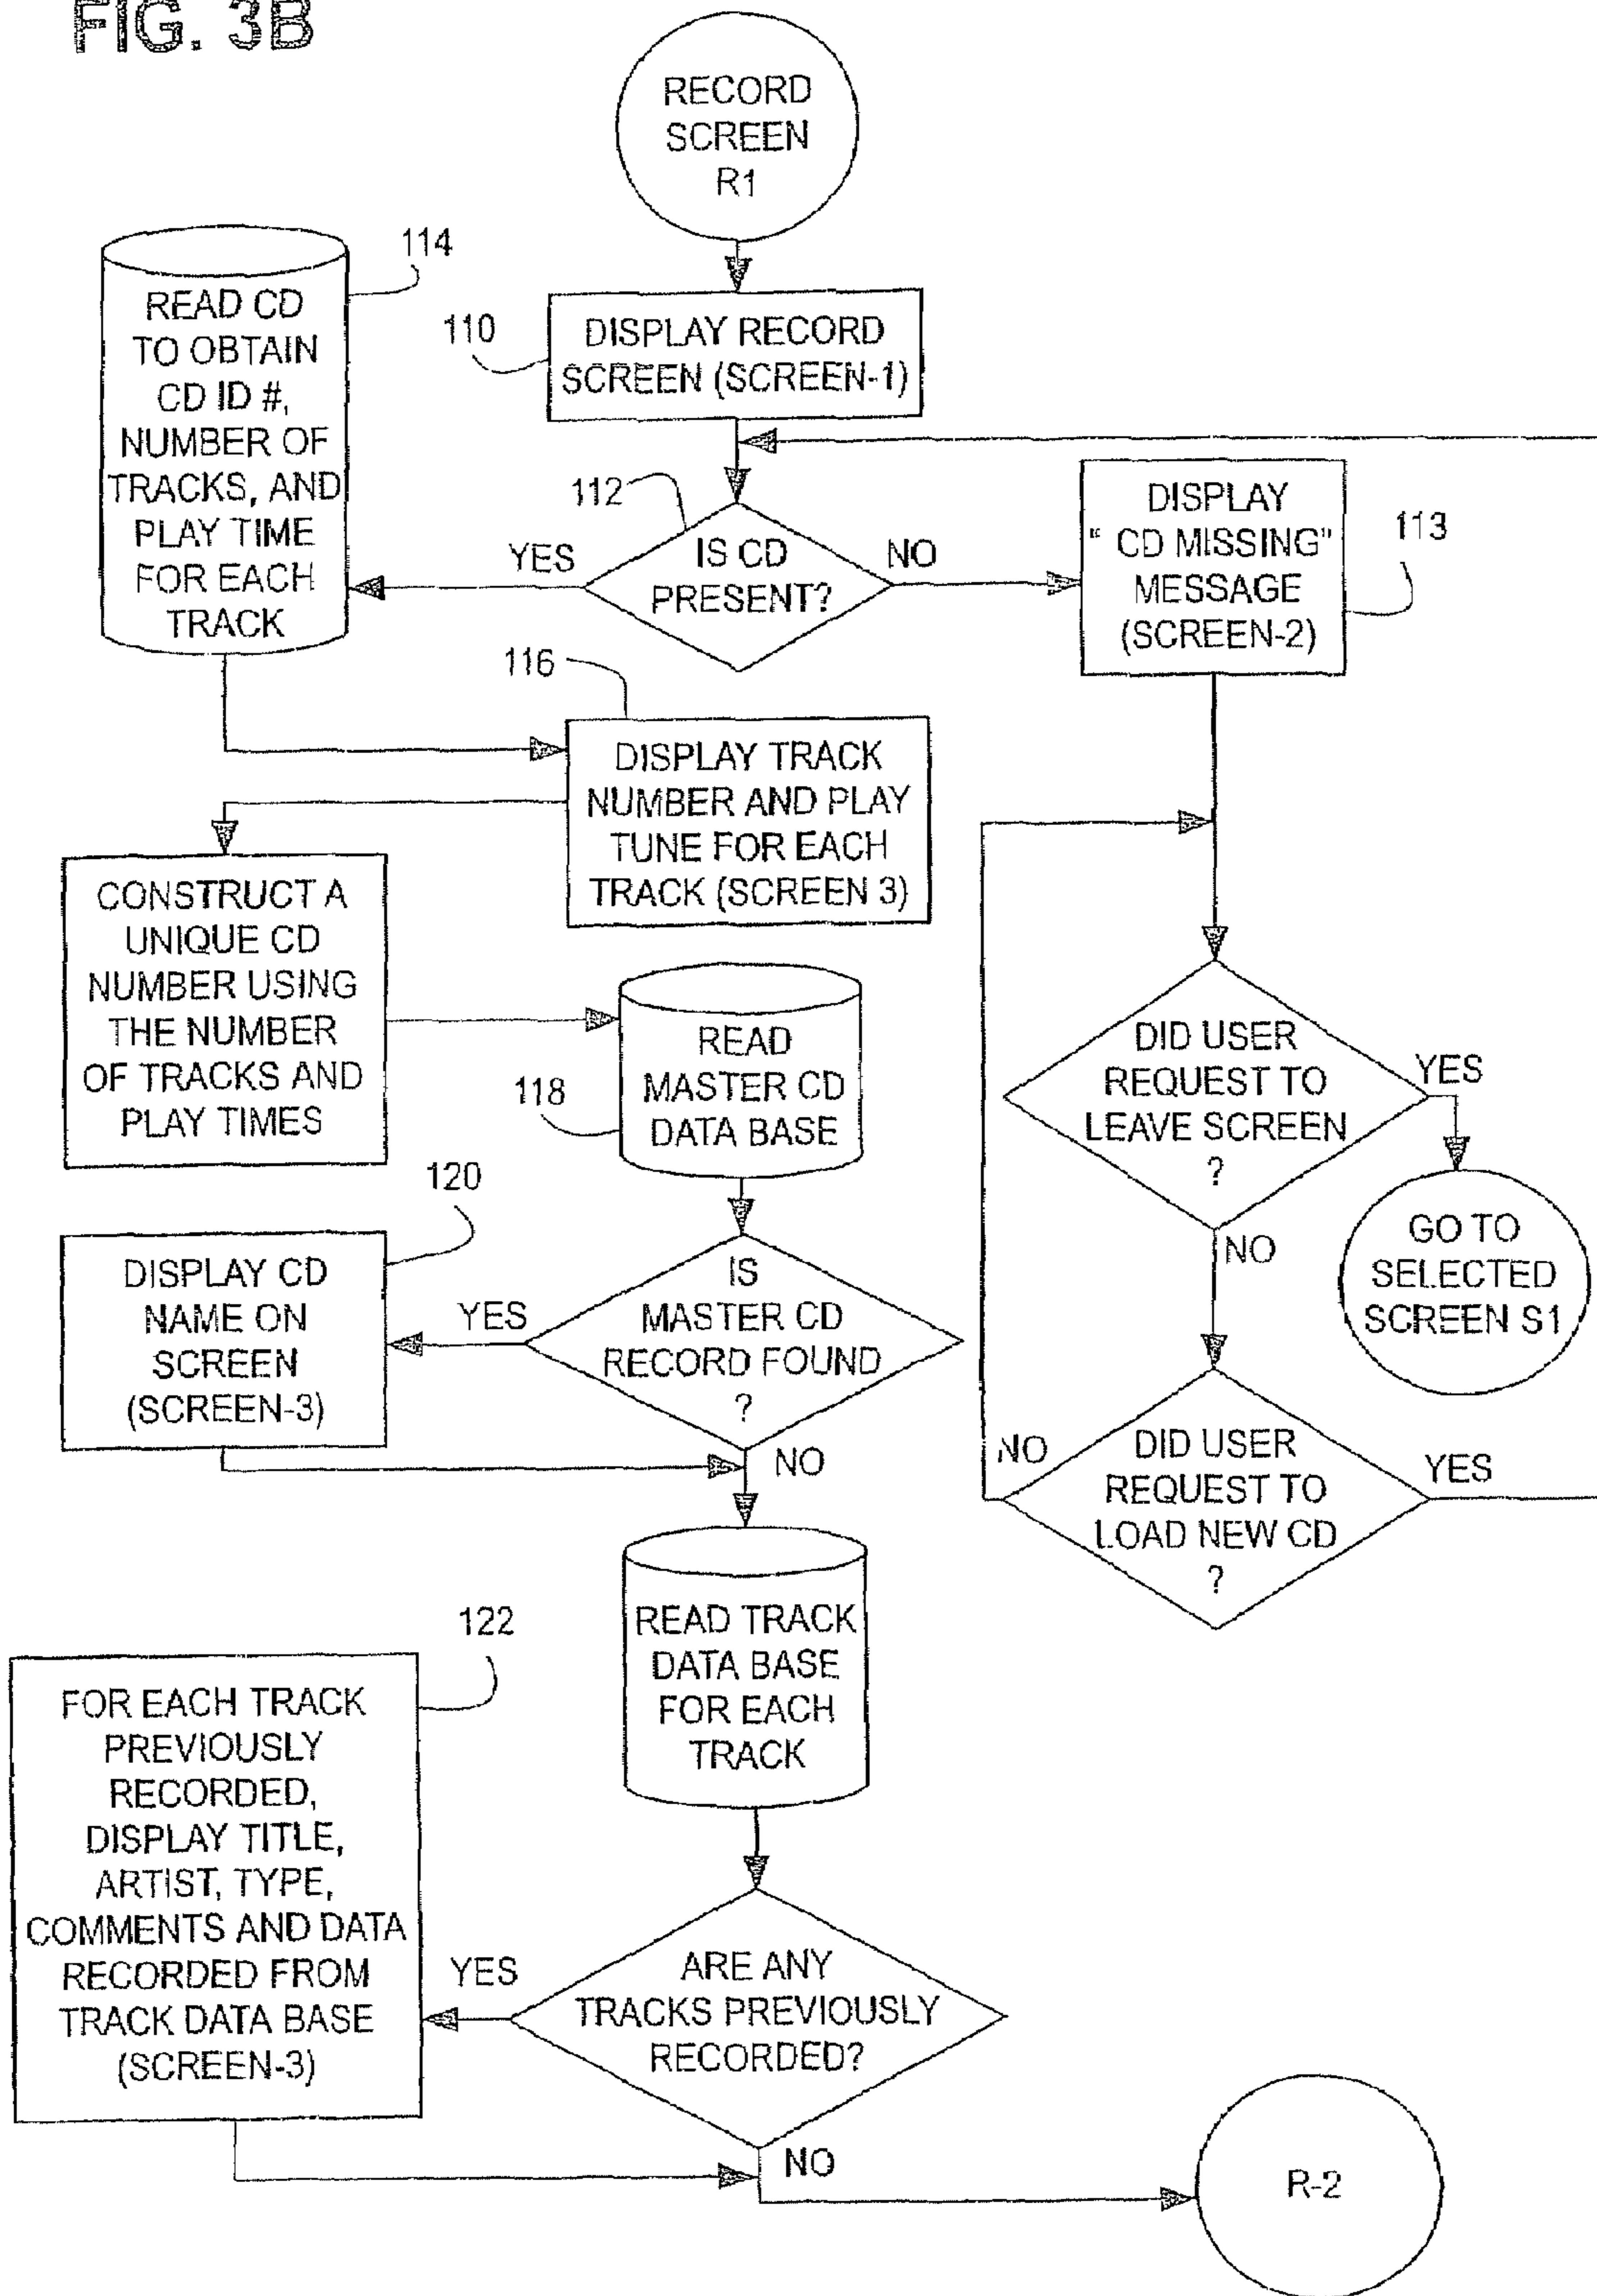 FIG. 3B
RECORD
SCREEN
R1
110
DISPLAY RECORD
SCREEN (SCREEN-1)
112
IS CD
PRESENT?
YES
NO
114
READ CD
TO OBTAIN
CD ID #,
NUMBER OF
TRACKS, AND
PLAY TIME
FOR EACH
TRACK
DISPLAY
" CD MISSING"
MESSAGE
(SCREEN-2)
113
116
DISPLAY TRACK
NUMBER AND PLAY
TUNE FOR EACH
TRACK (SCREEN 3)
CONSTRUCT A
UNIQUE CD
NUMBER USING
THE NUMBER
OF TRACKS AND
PLAY TIMES
118
READ
MASTER CD
DATA BASE
DID USER
REQUEST TO
LEAVE SCREEN
?
YES
NO
GO TO
SELECTED
SCREEN S1
120
DISPLAY CD
NAME ON
SCREEN
(SCREEN-3)
YES
IS
MASTER CD
RECORD FOUND
?
NO
NO
DID USER
REQUEST TO
LOAD NEW CD
?
YES
READ TRACK
DATA BASE
FOR EACH
TRACK
122
FOR EACH TRACK
PREVIOUSLY
RECORDED,
DISPLAY TITLE,
ARTIST, TYPE,
COMMENTS AND DATA
RECORDED FROM
TRACK DATA BASE
(SCREEN-3)
YES
ARE ANY
TRACKS PREVIOUSLY
RECORDED?
NO
R-2